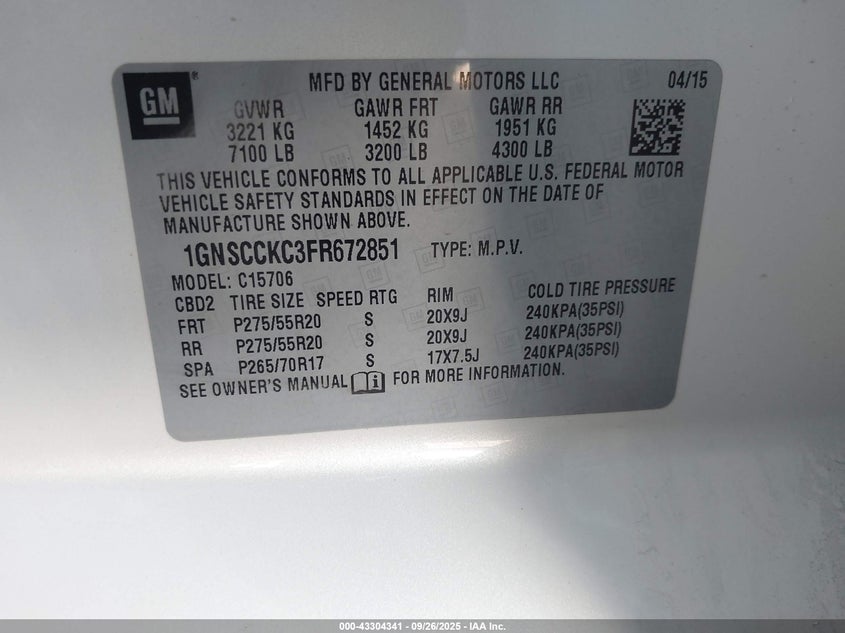 GM ®
MFD BY GENERAL MOTORS LLC 04/15
GVWR GAWR FRT GAWR RR
3221 KG 1452 KG 1951 KG
7100 LB 3200 LB 4300 LB
THIS VEHICLE CONFORMS TO ALL APPLICABLE U.S. FEDERAL MOTOR
VEHICLE SAFETY STANDARDS IN EFFECT ON THE DATE OF
MANUFACTURE SHOWN ABOVE.
1GNSCCKC3FR672851 TYPE: M.P.V.
MODEL: C15706
CBD2 TIRE SIZE SPEED RTG RIM COLD TIRE PRESSURE
FRT P275/55R20 S 20X9J 240KPA(35PSI)
RR P275/55R20 S 20X9J 240KPA(35PSI)
SPA P265/70R17 S 17X7.5J 240KPA(35PSI)
SEE OWNER'S MANUAL i FOR MORE INFORMATION.
000-43304341 - 09/26/2025 - IAA Inc.